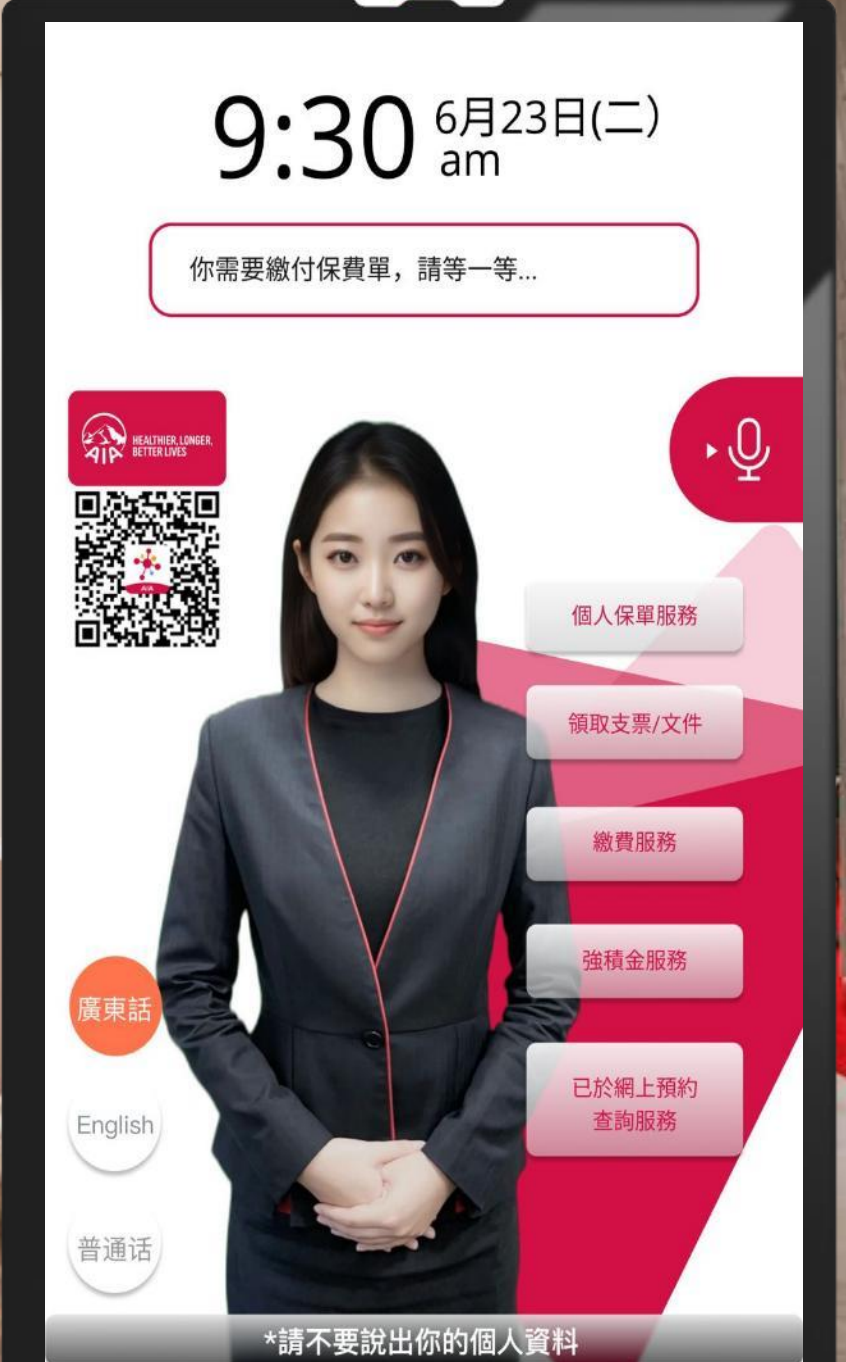 9:30
6月23日(二)
am
你需要繳付保費單，請等一等...
AIA
HEALTHIER, LONGER,
BETTER LIVES
AIA
個人保單服務
領取支票/文件
繳費服務
強積金服務
已於網上預約
查詢服務
廣東話
English
普通话
*請不要說出你的個人資料